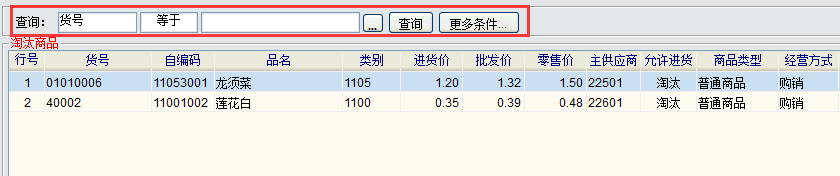 查询： 货号 等于 ... 查询 更多条件...
淘汰商品
行号 货号 自编码 品名 类别 进货价 批发价 零售价 主供应商 允许进货 商品类型 经营方式
1 01010006 11053001 龙须菜 1105 1.20 1.32 1.50 22501 淘汰 普通商品 购销
2 40002 11001002 莲花白 1100 0.35 0.39 0.48 22601 淘汰 普通商品 购销